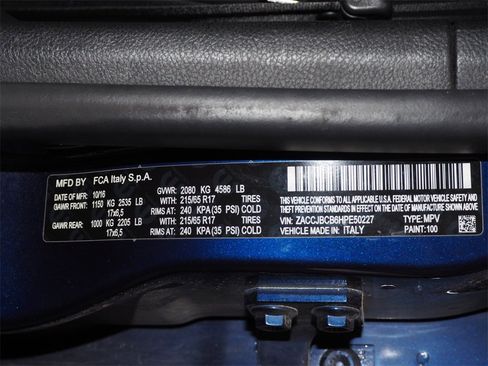 MFD BY FCA Italy S.p.A.
DATE OF MFR: 10/16 GVWR: 2080 KG 4586 LB
GAWR FRONT: 1150 KG 2535 LB WITH 215/65 R17 TIRES
17x6,5 RIMS AT: 240 KPA (35 PSI) COLD
GAWR REAR: 1000 KG 2205 LB WITH 215/65 R17 TIRES
17x6,5 RIMS AT: 240 KPA (35 PSI) COLD
THIS VEHICLE CONFORMS TO ALL APPLICABLE U.S.A. FEDERAL MOTOR VEHICLE SAFETY AND
THEFT PREVENTION STANDARDS IN EFFECT ON THE DATE OF MANUFACTURE SHOWN ABOVE.
VIN: ZACCJBCB6HPE50227 TYPE: MPV
VEHICLE MADE IN: ITALY PAINT: 100